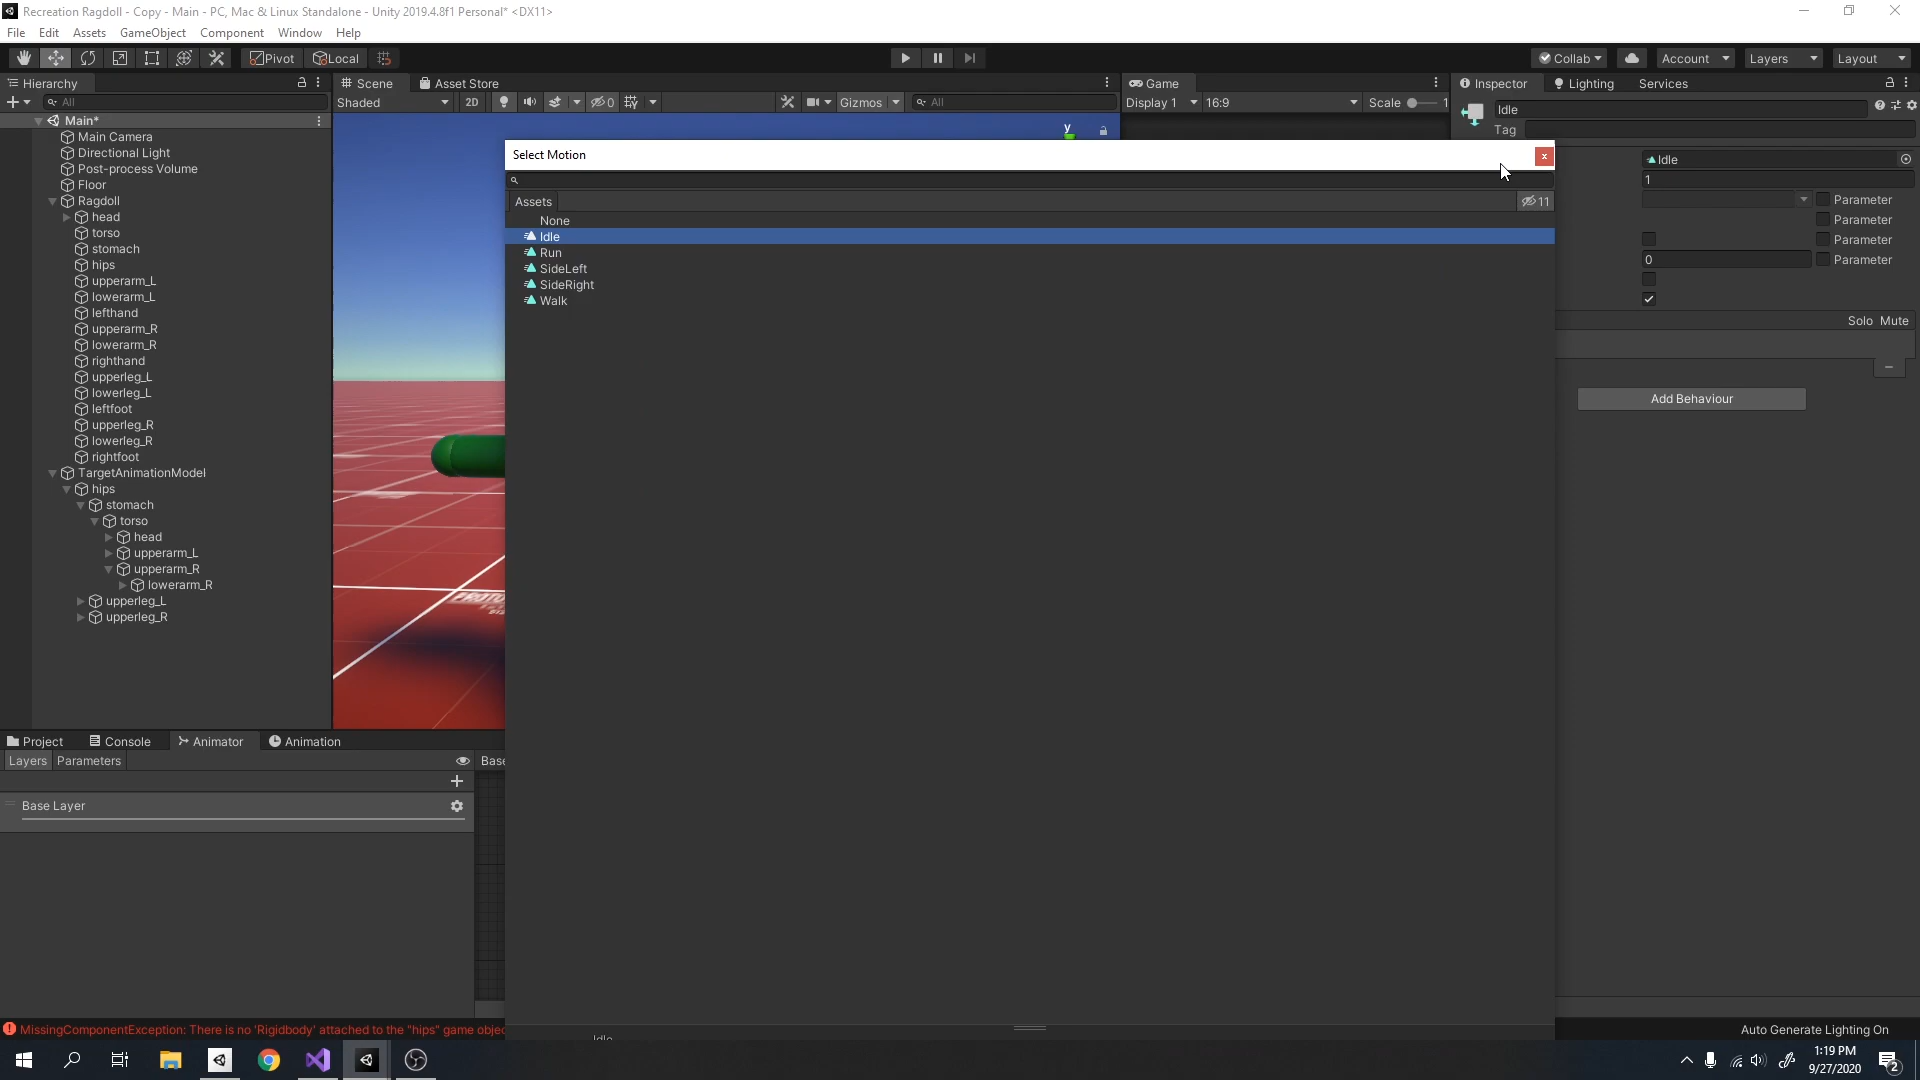 Recreation Ragdoll - Copy - Main - PC, Mac & Linux Standalone - Unity 2019.4.8f1 Personal* <DX11>
File Edit Assets GameObject Component Window Help
Pivot Local Collab Account Layers Layout
Hierarchy Scene Asset Store Game Inspector Lighting Services
All Shaded 2D 0 Gizmos All Display 1 16:9 Scale 1
Idle
Tag
Main*
Main Camera
Directional Light
Post-process Volume
Floor
Ragdoll
head
torso
stomach
hips
upperarm_L
lowerarm_L
lefthand
upperarm_R
lowerarm_R
righthand
upperleg_L
lowerleg_L
leftfoot
upperleg_R
lowerleg_R
rightfoot
TargetAnimationModel
hips
stomach
torso
head
upperarm_L
upperarm_R
lowerarm_R
upperleg_L
upperleg_R
y
Select Motion
x
Assets 11
None
Idle
Run
SideLeft
SideRight
Walk
Idle
Idle
1
Parameter
Parameter
Parameter
0 Parameter
Solo Mute
Add Behaviour
Project Console Animator Animation
Layers Parameters Base
Base Layer
MissingComponentException: There is no 'Rigidbody' attached to the "hips" game objec
Auto Generate Lighting On
1:19 PM
9/27/2020
2